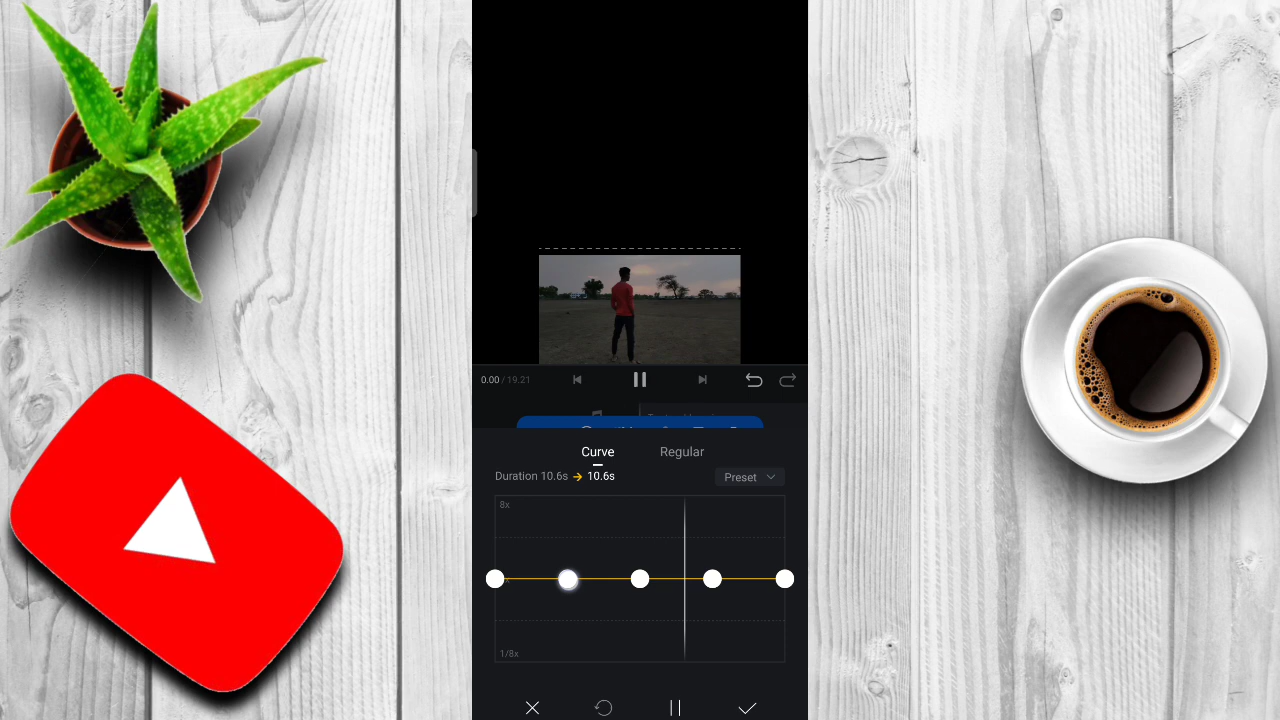 0.00 / 19.21
Curve Regular
Duration 10.6s → 10.6s Preset
8x
1/8x